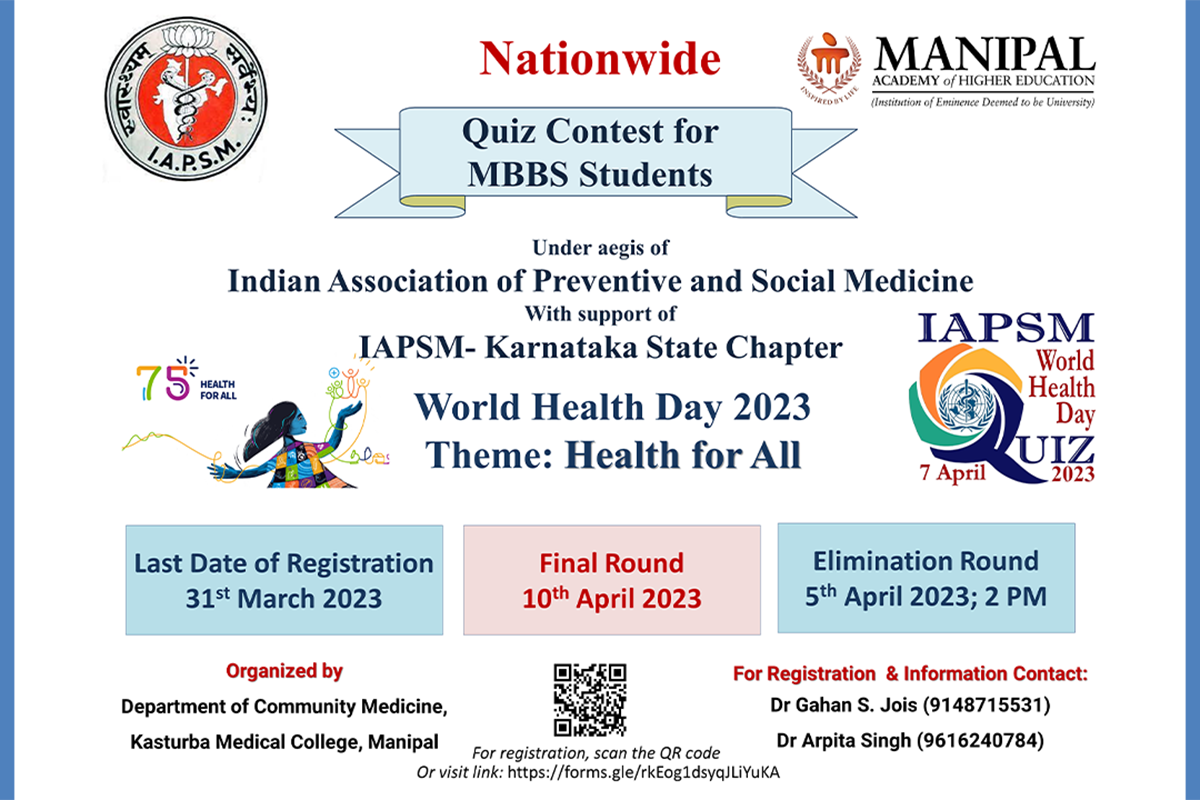 स्वास्थ्यम् सर्वेभ्यः
I.A.P.S.M.
Nationwide
INSPIRED BY LIFE
MANIPAL
ACADEMY of HIGHER EDUCATION
(Institution of Eminence Deemed to be University)
Quiz Contest for
MBBS Students
Under aegis of
Indian Association of Preventive and Social Medicine
With support of
IAPSM- Karnataka State Chapter
75 HEALTH
FOR ALL
World Health Day 2023
Theme: Health for All
IAPSM
World
Health
Day
QUIZ
7 April 2023
Last Date of Registration
31st March 2023
Final Round
10th April 2023
Elimination Round
5th April 2023; 2 PM
Organized by
Department of Community Medicine,
Kasturba Medical College, Manipal
For registration, scan the QR code
Or visit link: https://forms.gle/rkEog1dsyqJLiYuKA
For Registration & Information Contact:
Dr Gahan S. Jois (9148715531)
Dr Arpita Singh (9616240784)